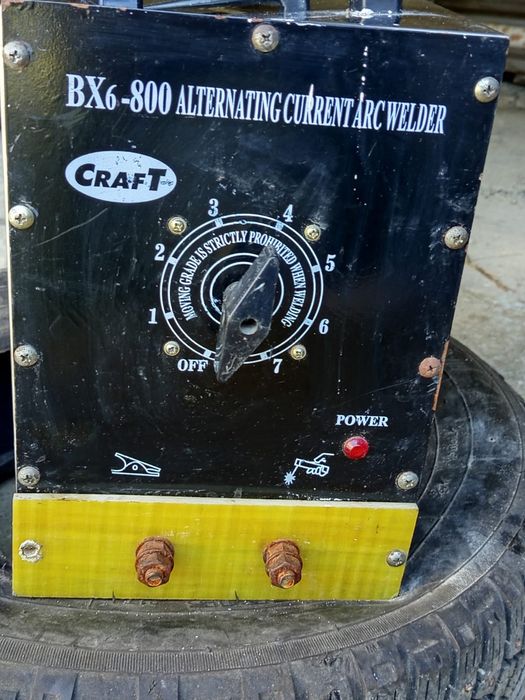 BX6-800 ALTERNATING CURRENT ARC WELDER
CRAFT
MOVING GRADE IS STRICTLY PROHIBITED WHEN WELDING
OFF
1
2
3
4
5
6
7
POWER